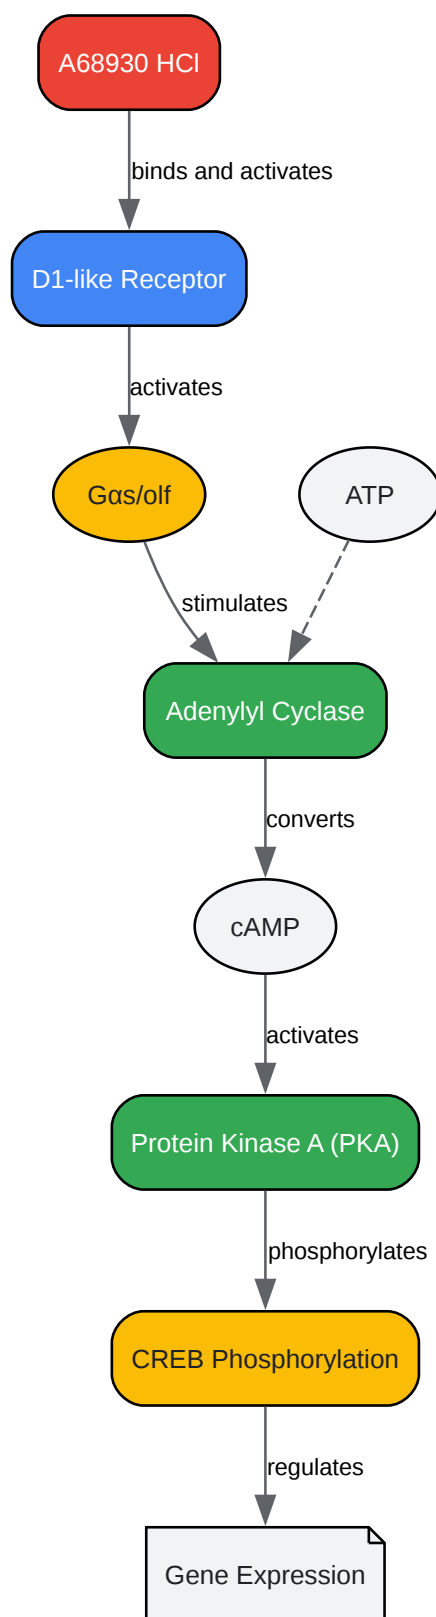 A68930 HCl
binds and activates
D1-like Receptor
activates
Gαs/olf
ATP
stimulates
Adenylyl Cyclase
converts
cAMP
activates
Protein Kinase A (PKA)
phosphorylates
CREB Phosphorylation
regulates
Gene Expression